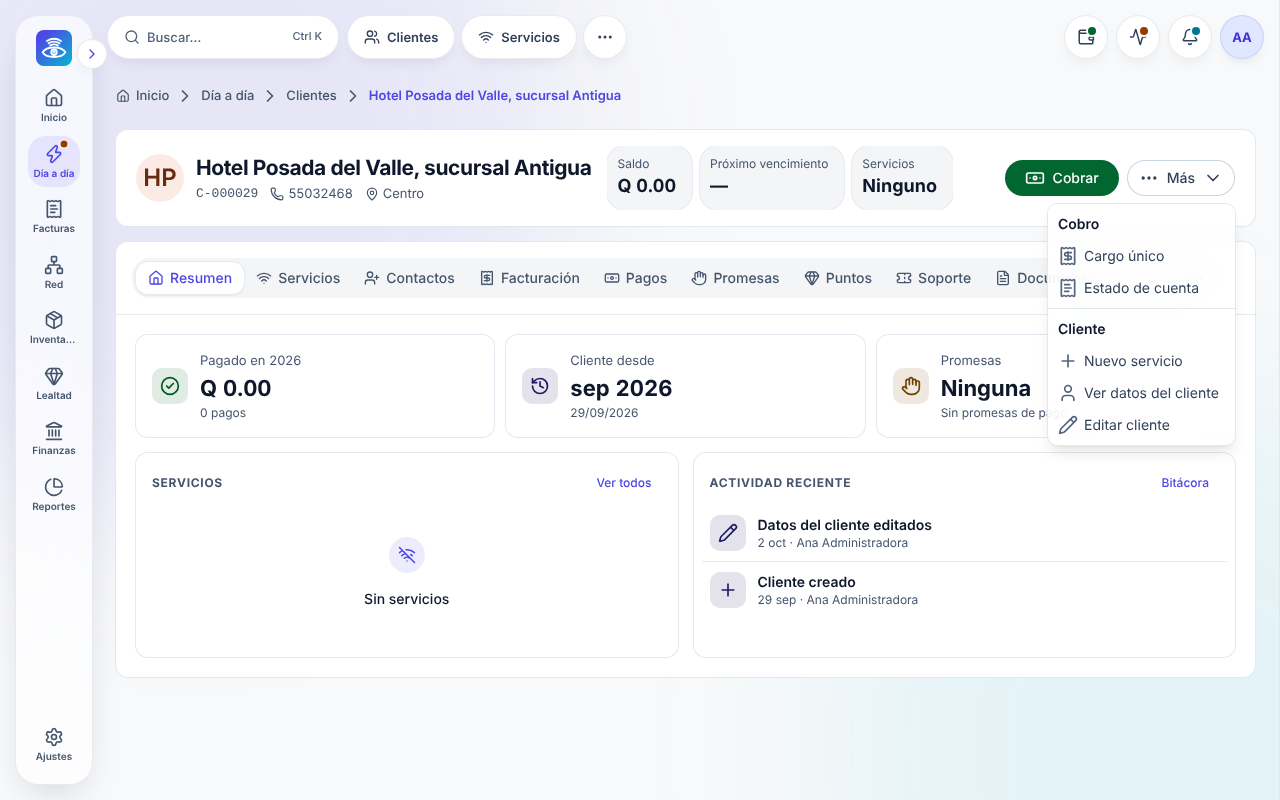 Buscar...
Ctrl K
Clientes
Servicios
AA
Inicio
Día a día
Facturas
Red
Inventa...
Lealtad
Finanzas
Reportes
Ajustes
Inicio
Día a día
Clientes
Hotel Posada del Valle, sucursal Antigua
HP
Hotel Posada del Valle, sucursal Antigua
C-000029
55032468
Centro
Saldo
Q 0.00
Próximo vencimiento
—
Servicios
Ninguno
Cobrar
Más
Cobro
Cargo único
Estado de cuenta
Cliente
Nuevo servicio
Ver datos del cliente
Editar cliente
Resumen
Servicios
Contactos
Facturación
Pagos
Promesas
Puntos
Soporte
Docu
Pagado en 2026
Q 0.00
0 pagos
Cliente desde
sep 2026
29/09/2026
Promesas
Ninguna
Sin promesas de pago
SERVICIOS
Ver todos
Sin servicios
ACTIVIDAD RECIENTE
Bitácora
Datos del cliente editados
2 oct · Ana Administradora
Cliente creado
29 sep · Ana Administradora